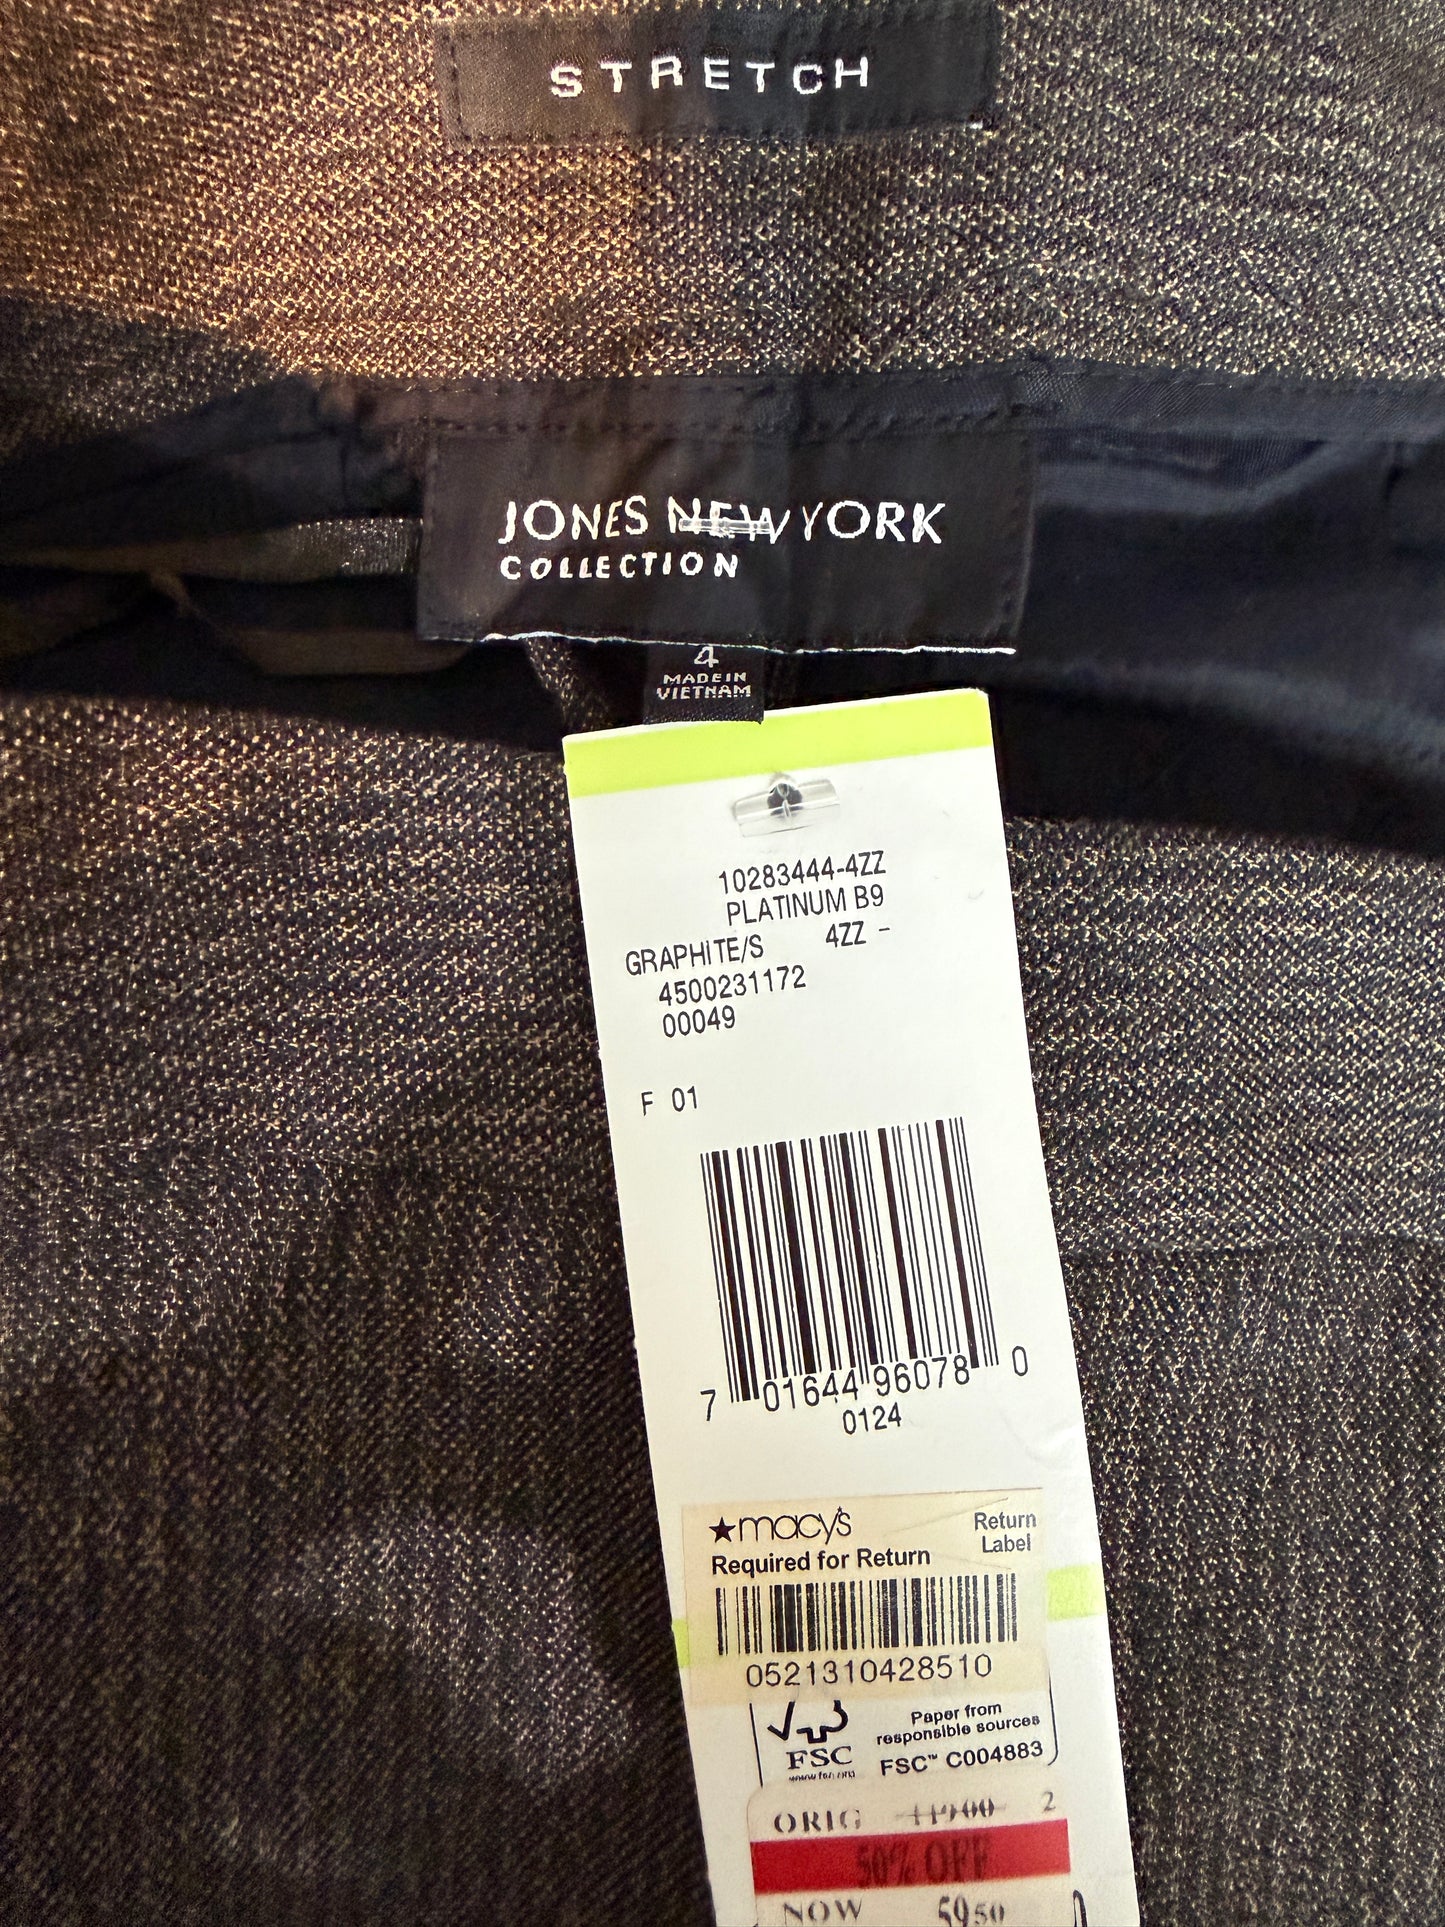 STRETCH
JONES NEW YORK
COLLECTION
4
MADE IN
VIETNAM
10283444-4ZZ
PLATINUM B9
GRAPHITE/S 4ZZ -
4500231172
00049
F 01
7 01644 96078 0
0124
★macy's Return
Label
Required for Return
0521310428510
FSC
Paper from
responsible sources
FSC™ C004883
ORIG 119.00 2
50% OFF
NOW 59.50